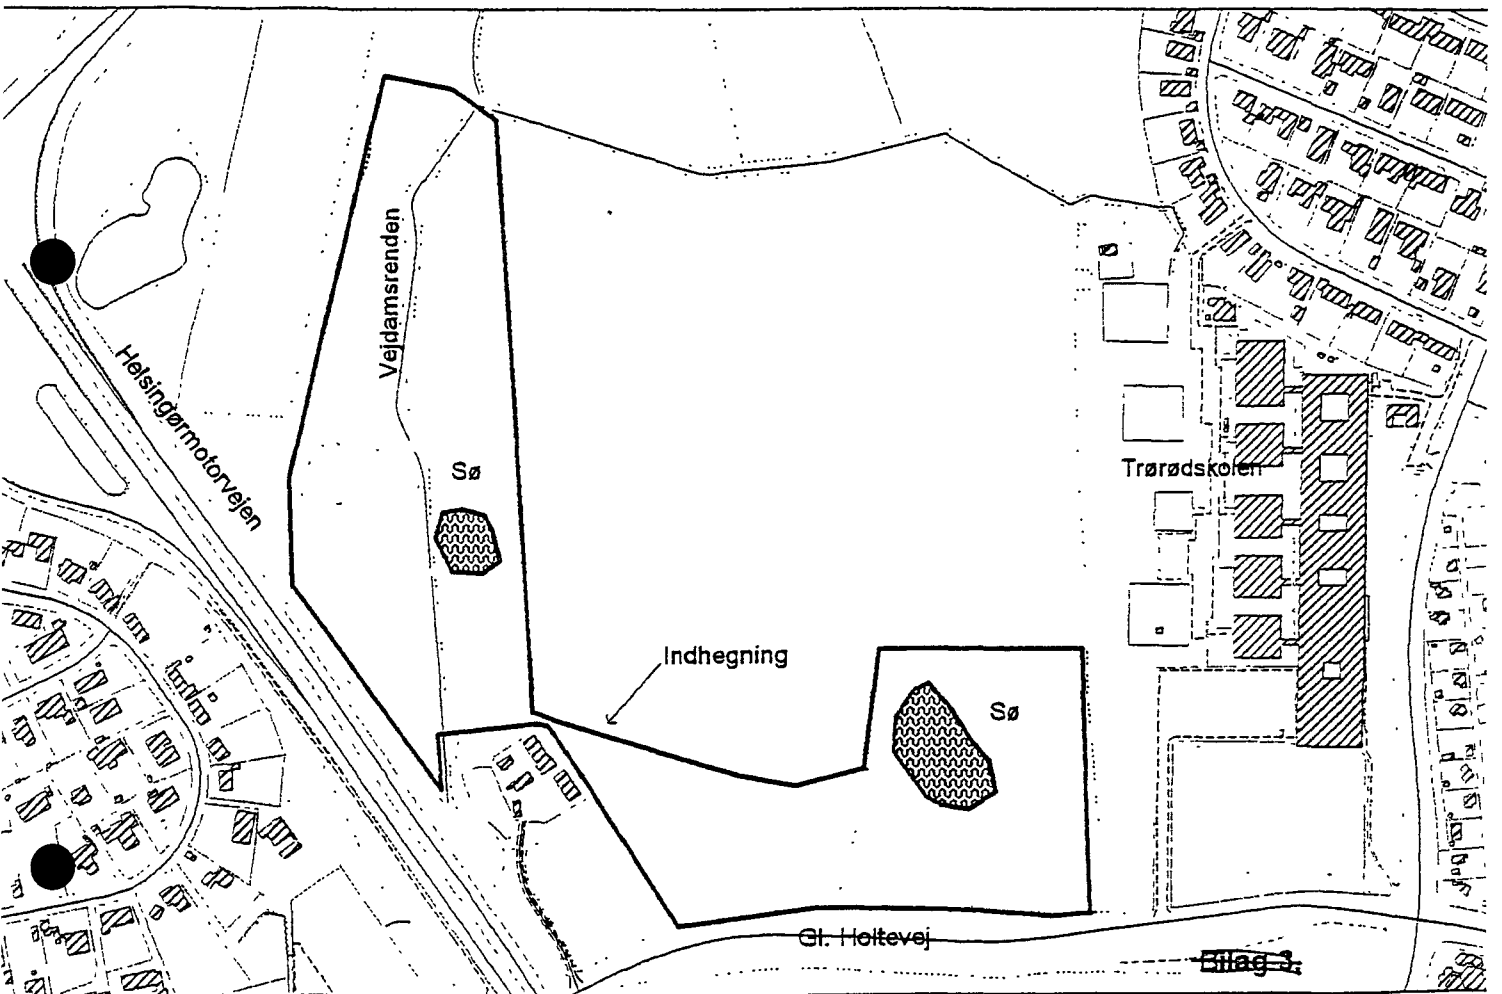 Vejdamsrenden
Helsingørmotorvejen
Sø
Trørødskolen
Indhegning
Sø
Gl. Holtevej
Bilag 3.